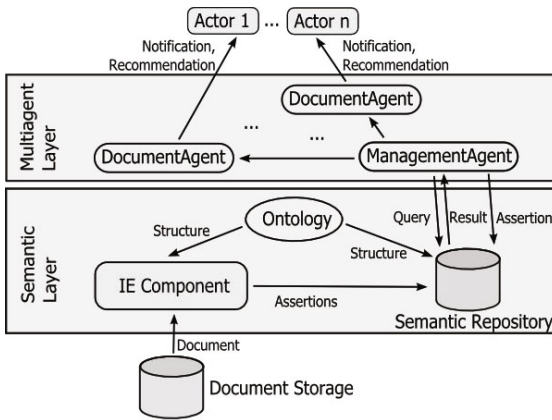 Actor 1 ... Actor n
Notification,
Recommendation
Notification,
Recommendation
Multiagent
Layer
DocumentAgent
...
...
DocumentAgent
ManagementAgent
Semantic
Layer
Ontology
Query
Result
Assertion
Structure
Structure
IE Component
Assertions
Semantic Repository
Document
Document Storage